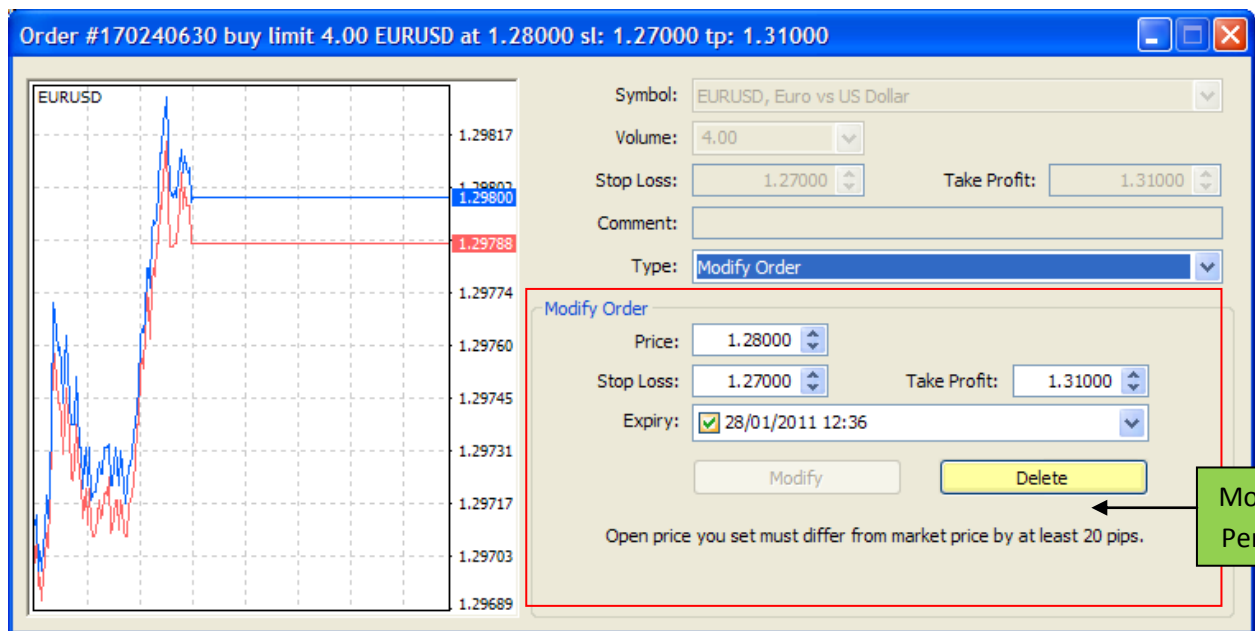 Order #170240630 buy limit 4.00 EURUSD at 1.28000 sl: 1.27000 tp: 1.31000
EURUSD
1.29817
1.29803
1.29800
1.29788
1.29774
1.29760
1.29745
1.29731
1.29717
1.29703
1.29689
Symbol: EURUSD, Euro vs US Dollar
Volume: 4.00
Stop Loss: 1.27000 Take Profit: 1.31000
Comment:
Type: Modify Order
Modify Order
Price: 1.28000
Stop Loss: 1.27000 Take Profit: 1.31000
Expiry: 28/01/2011 12:36
Modify Delete
Open price you set must differ from market price by at least 20 pips.